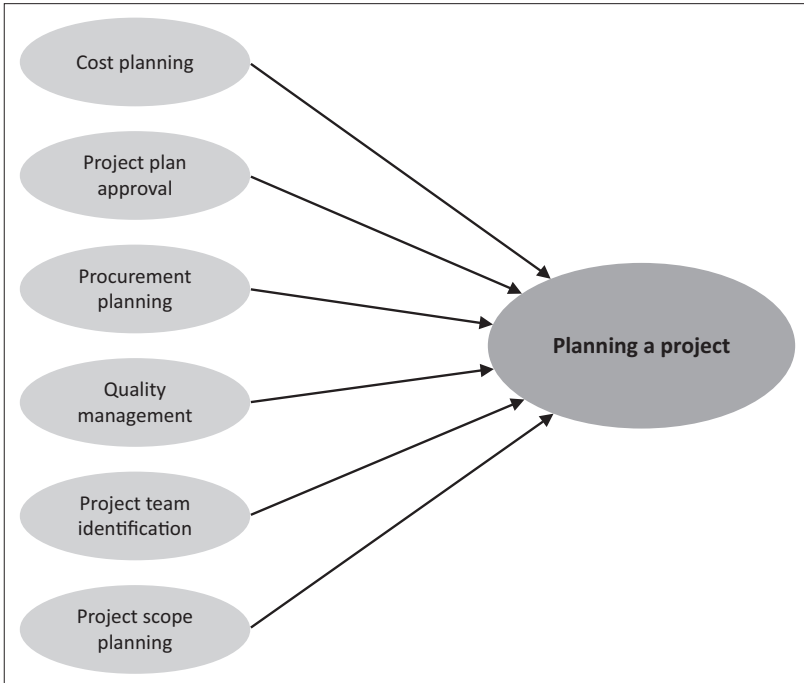 Cost planning
Project plan
approval
Procurement
planning
Quality
management
Project team
identification
Project scope
planning
Planning a project